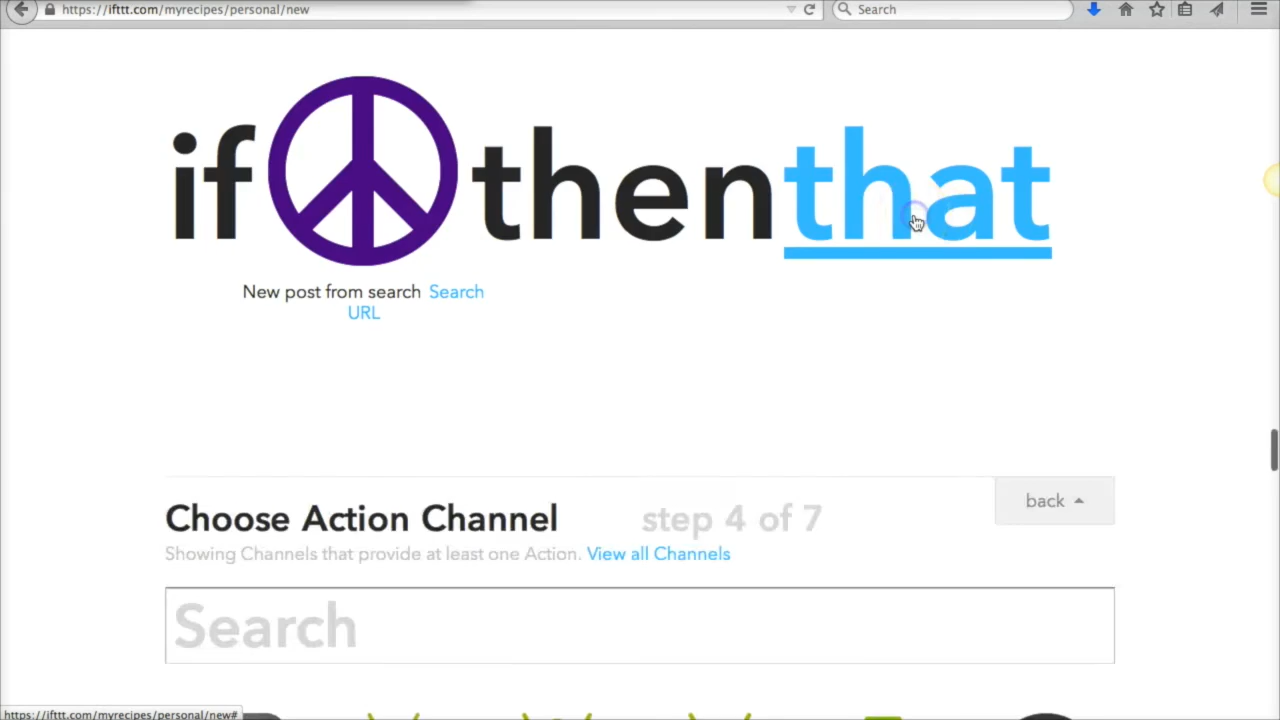 https://ifttt.com/myrecipes/personal/new
Search
if then that
New post from search Search
URL
back
Choose Action Channel step 4 of 7
Showing Channels that provide at least one Action. View all Channels
Search
https://ifttt.com/myrecipes/personal/new#